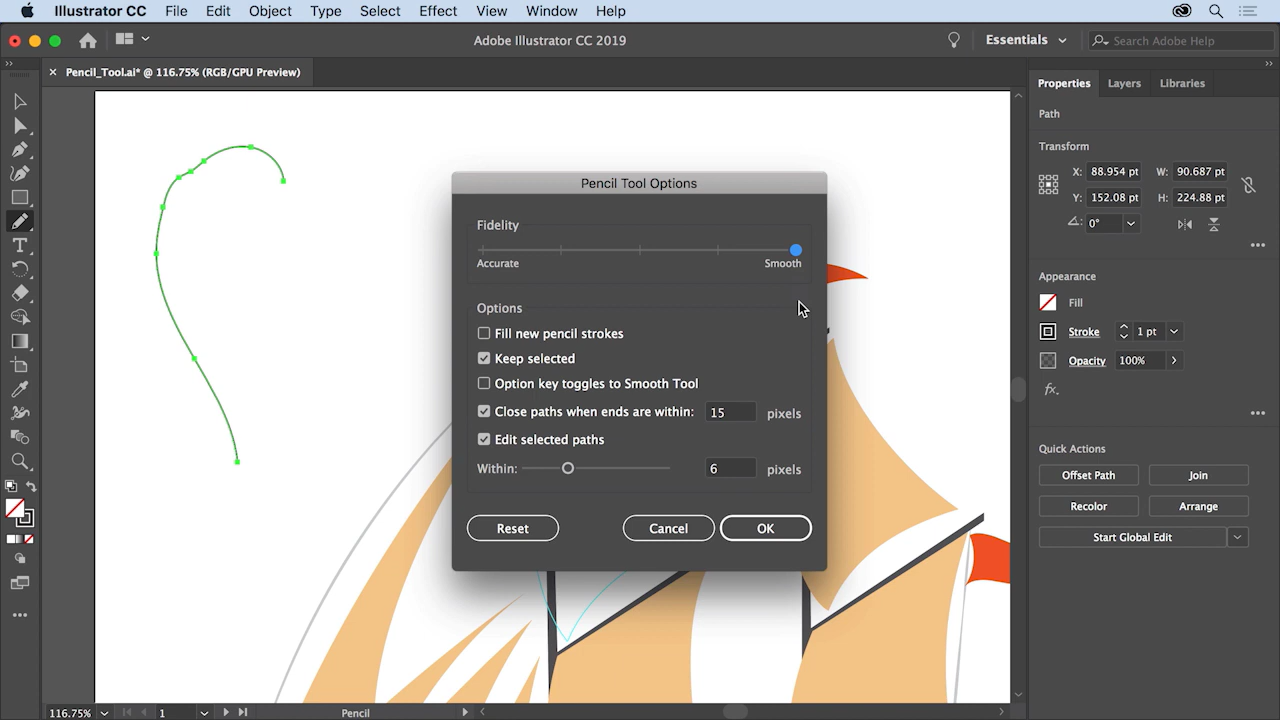 Illustrator CC File Edit Object Type Select Effect View Window Help
Adobe Illustrator CC 2019
Essentials
Search Adobe Help
× Pencil_Tool.ai* @ 116.75% (RGB/GPU Preview)
Properties Layers Libraries
Path
Transform
X: 88.954 pt W: 90.687 pt
Y: 152.08 pt H: 224.88 pt
0°
Appearance
Fill
Stroke 1 pt
Opacity 100%
fx.
Quick Actions
Offset Path Join
Recolor Arrange
Start Global Edit
Pencil Tool Options
Fidelity
Accurate Smooth
Options
Fill new pencil strokes
Keep selected
Option key toggles to Smooth Tool
Close paths when ends are within: 15 pixels
Edit selected paths
Within: 6 pixels
Reset Cancel OK
116.75% 1 Pencil